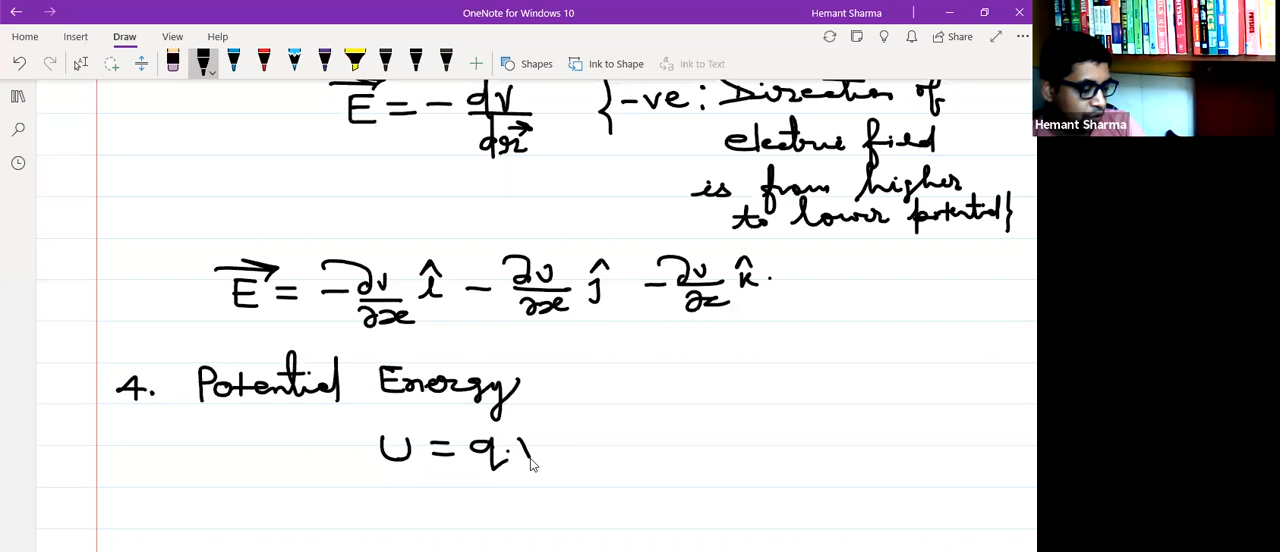 OneNote for Windows 10
Hemant Sharma
Home Insert Draw View Help
Share
Shapes Ink to Shape Ink to Text
Hemant Sharma
E⃗ = - dv/dr⃗ { -ve : Direction of
electric field
is from higher
to lower potential}
E⃗ = -∂v/∂x î - ∂v/∂x ĵ - ∂v/∂z k̂.
4. Potential Energy
U = q.